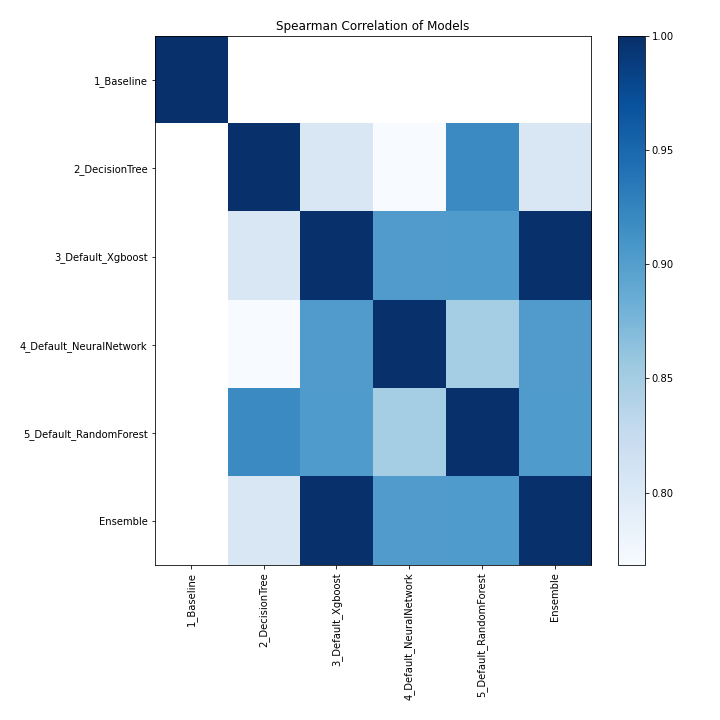 Spearman Correlation of Models
1_Baseline
2_DecisionTree
3_Default_Xgboost
4_Default_NeuralNetwork
5_Default_RandomForest
Ensemble
1_Baseline
2_DecisionTree
3_Default_Xgboost
4_Default_NeuralNetwork
5_Default_RandomForest
Ensemble
1.00
0.95
0.90
0.85
0.80